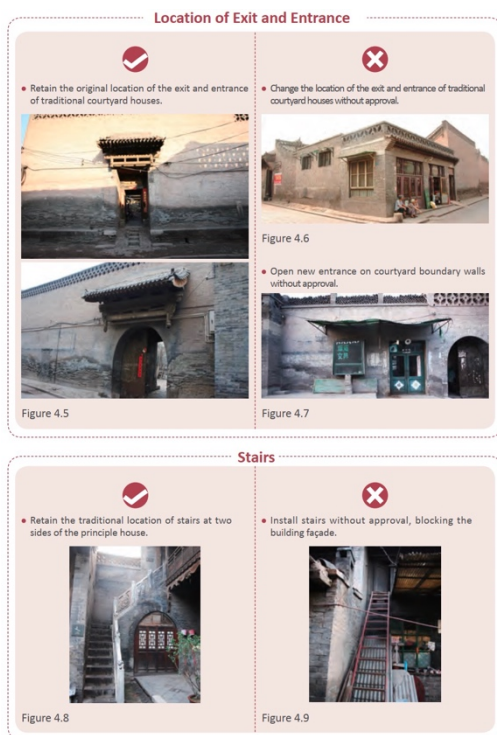 Location of Exit and Entrance
• Retain the original location of the exit and entrance
of traditional courtyard houses.
Figure 4.5
• Change the location of the exit and entrance of traditional
courtyard houses without approval.
Figure 4.6
• Open new entrance on courtyard boundary walls
without approval.
Figure 4.7
Stairs
• Retain the traditional location of stairs at two
sides of the principle house.
Figure 4.8
• Install stairs without approval, blocking the
building façade.
Figure 4.9